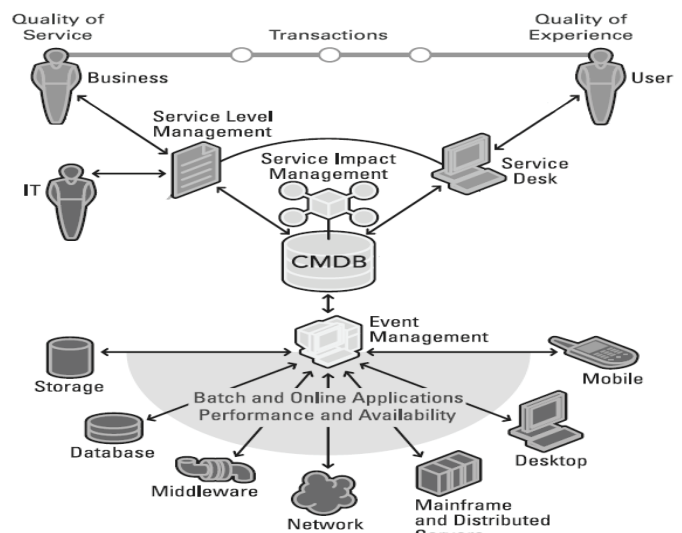 Quality of
Service
Transactions
Quality of
Experience
Business
User
Service Level
Management
Service Impact
Management
Service
Desk
IT
CMDB
Event
Management
Storage
Mobile
Batch and Online Applications
Performance and Availability
Database
Desktop
Middleware
Network
Mainframe
and Distributed